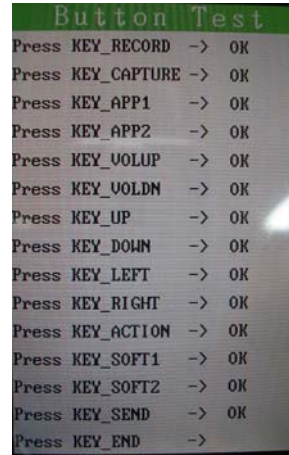 Button Test
Press KEY_RECORD -> OK
Press KEY_CAPTURE -> OK
Press KEY_APP1 -> OK
Press KEY_APP2 -> OK
Press KEY_VOLUP -> OK
Press KEY_VOLDN -> OK
Press KEY_UP -> OK
Press KEY_DOWN -> OK
Press KEY_LEFT -> OK
Press KEY_RIGHT -> OK
Press KEY_ACTION -> OK
Press KEY_SOFT1 -> OK
Press KEY_SOFT2 -> OK
Press KEY_SEND -> OK
Press KEY_END ->